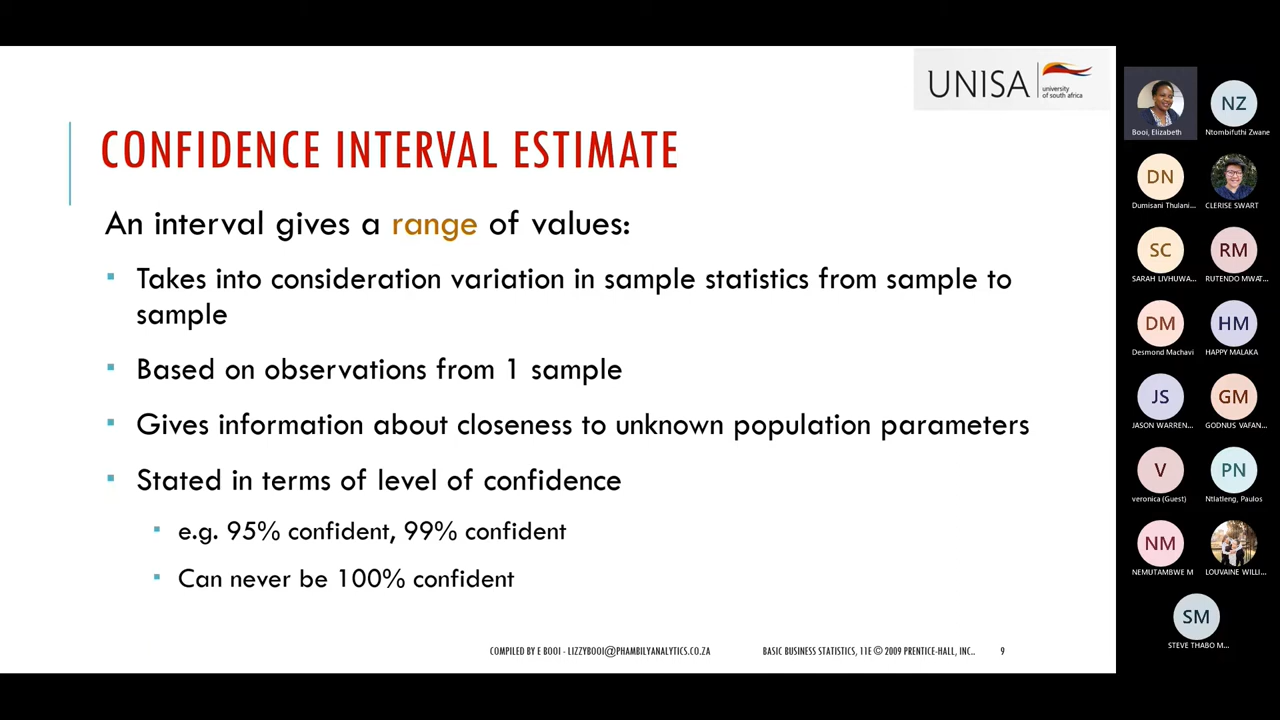 UNISA
university
of south africa
CONFIDENCE INTERVAL ESTIMATE
An interval gives a range of values:
Takes into consideration variation in sample statistics from sample to
sample
Based on observations from 1 sample
Gives information about closeness to unknown population parameters
Stated in terms of level of confidence
e.g. 95% confident, 99% confident
Can never be 100% confident
COMPILED BY E BOOI - LIZZYBOOI@PHAMBILYANALYTICS.CO.ZA
BASIC BUSINESS STATISTICS, 11E © 2009 PRENTICE-HALL, INC..
9
Booi, Elizabeth
NZ
Ntombifuthi Zwane
DN
Dumisani Thulani...
CLERISE SWART
SC
SARAH LIVHUWA...
RM
RUTENDO MWAT...
DM
Desmond Machavi
HM
HAPPY MALAKA
JS
JASON WARREN...
GM
GODNUS VAFAN...
V
veronica (Guest)
PN
Ntlatleng, Paulos
NM
NEMUTAMBWE M
LOUVAINE WILLI...
SM
STEVE THABO M...